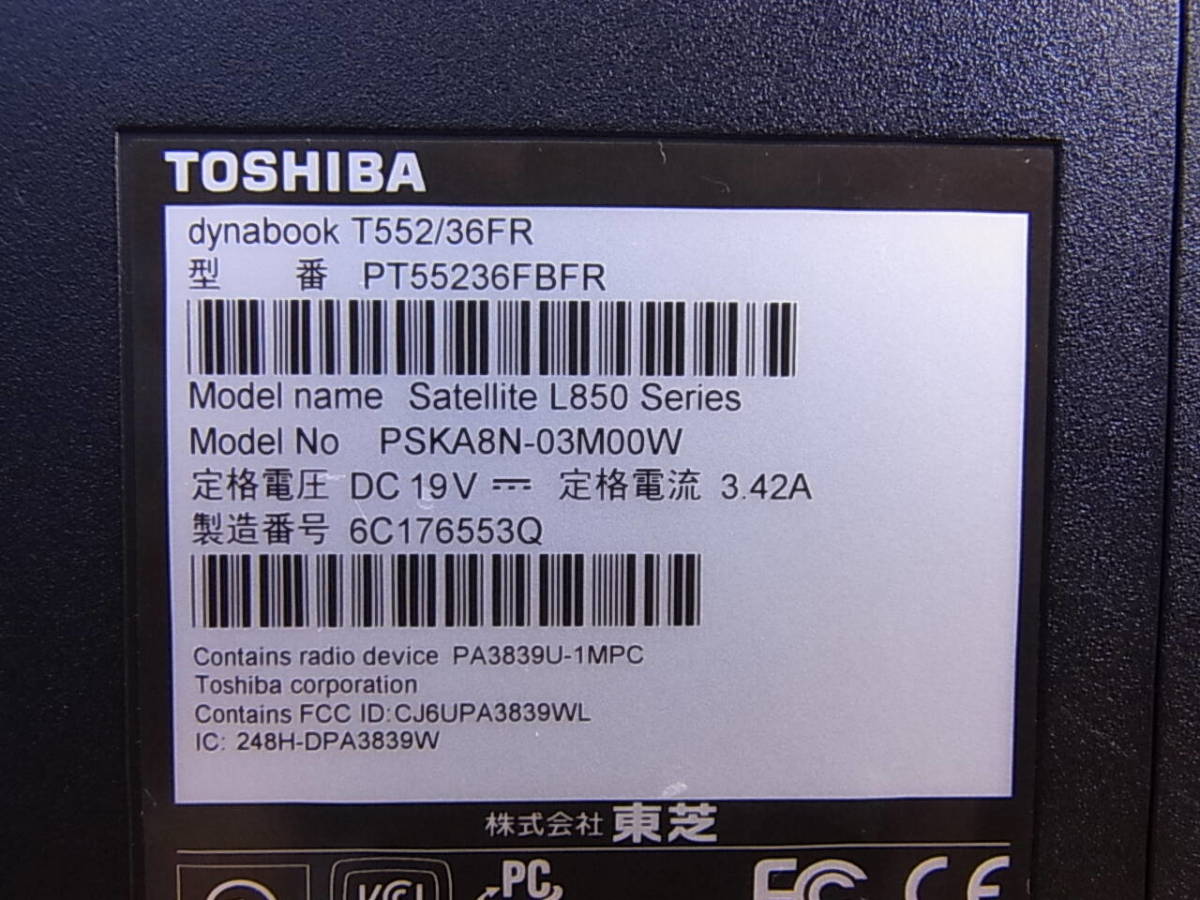 TOSHIBA
dynabook T552/36FR
型 番 PT55236FBFR
Model name Satellite L850 Series
Model No PSKA8N-03M00W
定格電圧 DC 19V ⎓ 定格電流 3.42A
製造番号 6C176553Q
Contains radio device PA3839U-1MPC
Toshiba corporation
Contains FCC ID:CJ6UPA3839WL
IC: 248H-DPA3839W
株式会社 東芝
PC FC CE